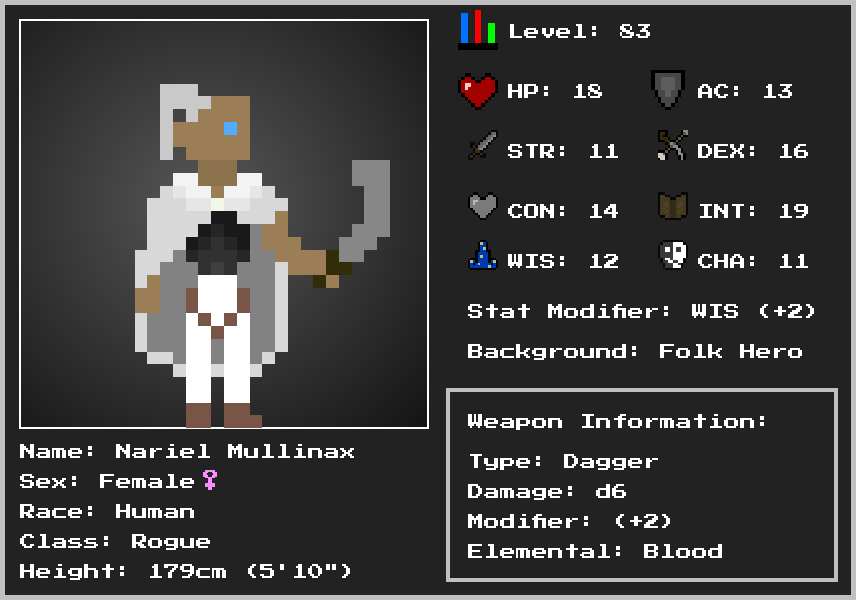 Level: 83
HP: 18 AC: 13
STR: 11 DEX: 16
CON: 14 INT: 19
WIS: 12 CHA: 11
Stat Modifier: WIS (+2)
Background: Folk Hero
Weapon Information:
Type: Dagger
Damage: d6
Modifier: (+2)
Elemental: Blood
Name: Nariel Mullinax
Sex: Female♀
Race: Human
Class: Rogue
Height: 179cm (5'10")